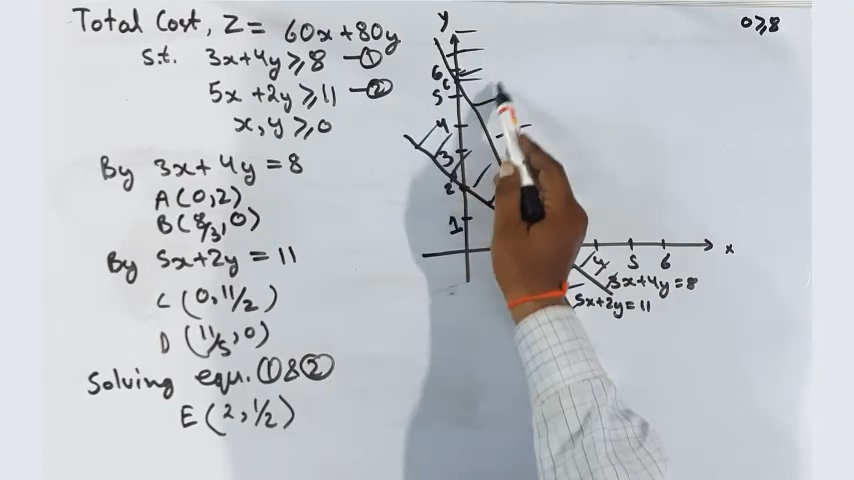 Total Cost, Z = 60x+80y
s.t. 3x+4y ≥ 8 —①
5x+2y ≥ 11 —②
x, y ≥ 0
By 3x+4y = 8
A(0,2)
B(8/3, 0)
By 5x+2y = 11
C (0, 11/2)
D (11/5, 0)
Solving equ. ① & ②
E (2, 1/2)
0 ≥ 8
y
6
C
5
4
3
2
1
4 5 6 x
3x+4y = 8
5x+2y = 11